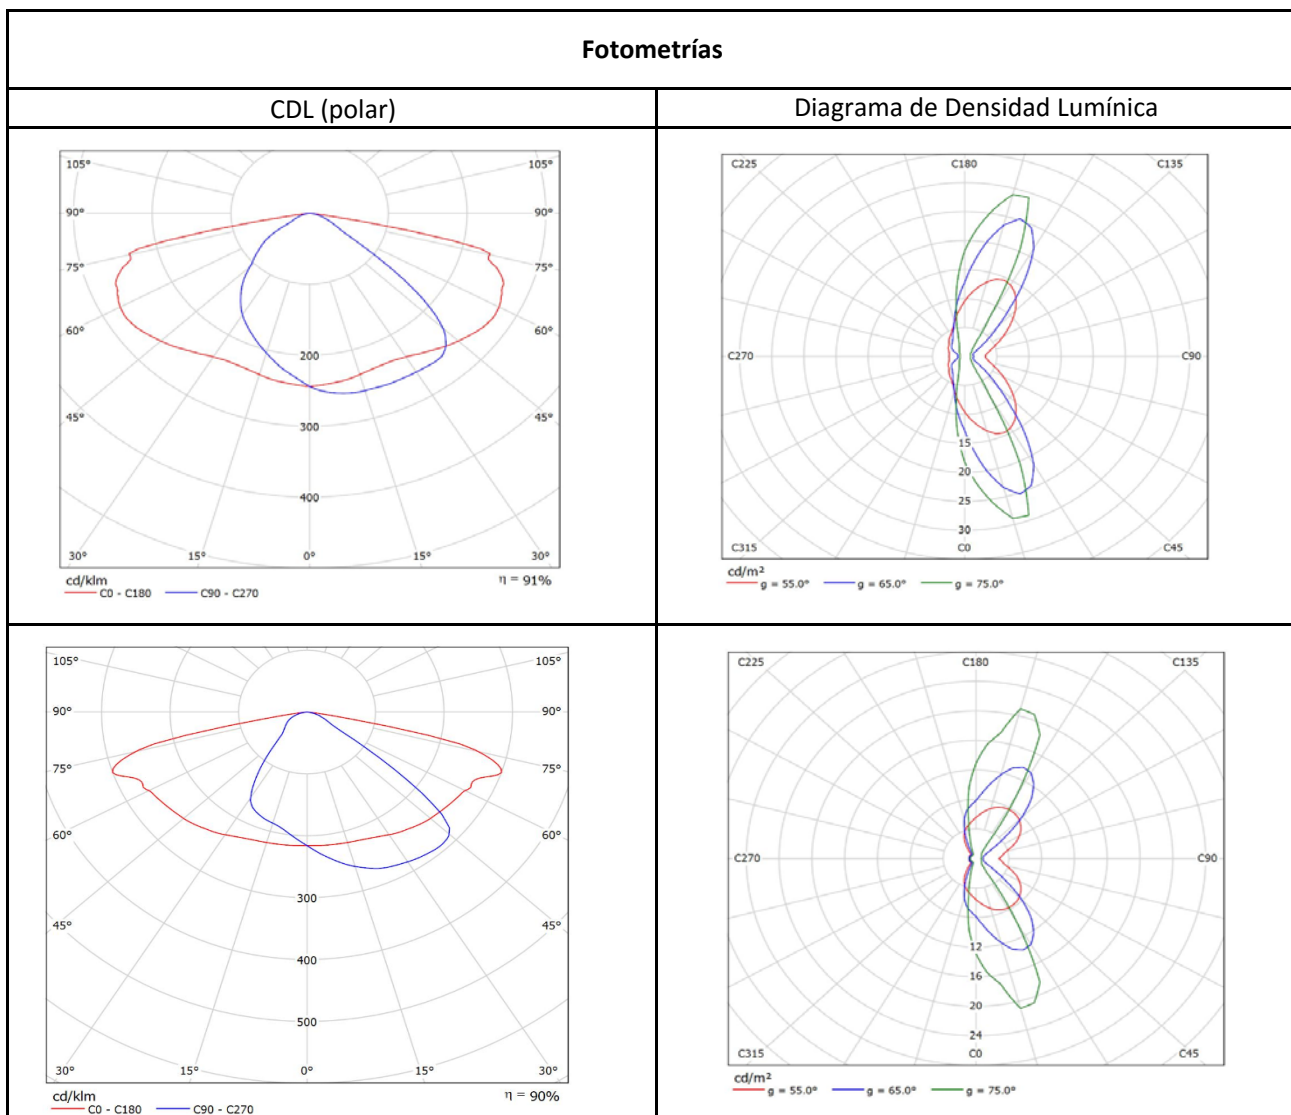 Fotometrías
CDL (polar)
Diagrama de Densidad Lumínica
105° 105°
90° 90°
75° 75°
60° 60°
200
45° 45°
300
400
30° 15° 0° 15° 30°
cd/klm η = 91%
C0 - C180 C90 - C270
C225 C180 C135
C270 C90
15
20
25
30
C315 C0 C45
cd/m²
g = 55.0° g = 65.0° g = 75.0°
105° 105°
90° 90°
75° 75°
60° 60°
300
45° 45°
400
500
30° 15° 0° 15° 30°
cd/klm η = 90%
C0 - C180 C90 - C270
C225 C180 C135
C270 C90
12
16
20
24
C315 C0 C45
cd/m²
g = 55.0° g = 65.0° g = 75.0°